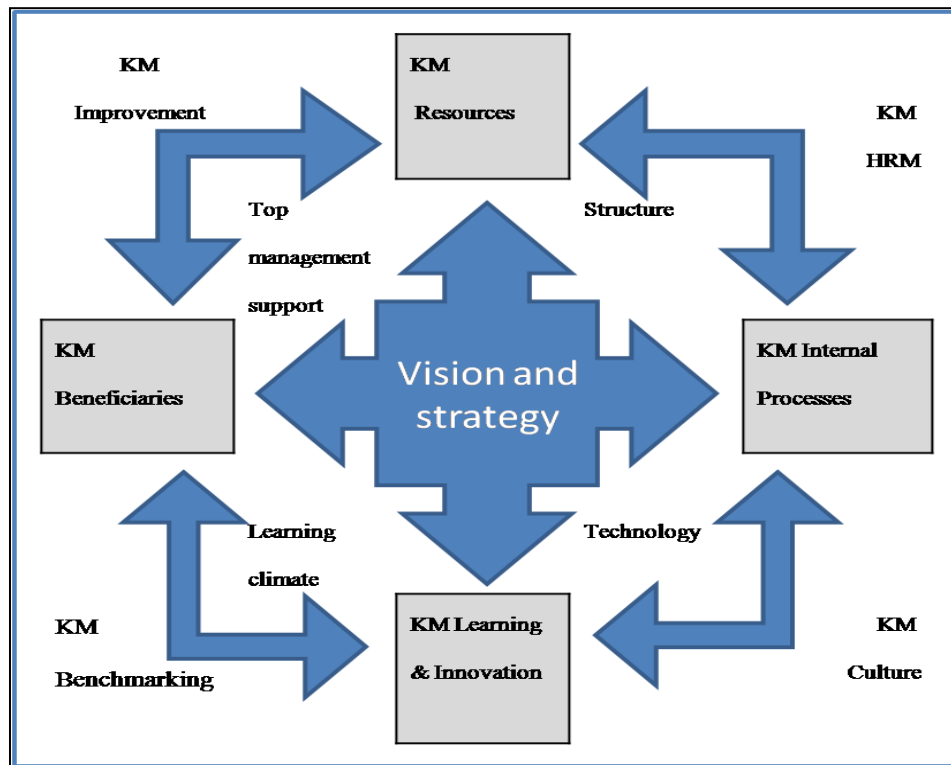 KM
Improvement
KM
Resources
KM
HRM
Top
management
support
Structure
KM
Beneficiaries
Vision and
strategy
KM Internal
Processes
Learning
climate
Technology
KM
Benchmarking
KM Learning
& Innovation
KM
Culture